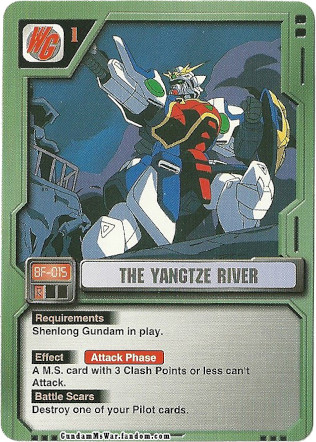 WG
1
BF-015
THE YANGTZE RIVER
R
Requirements
Shenlong Gundam in play.
Effect Attack Phase
A M.S. card with 3 Clash Points or less can't
Attack.
Battle Scars
Destroy one of your Pilot cards.
GundamMsWar.fandom.com